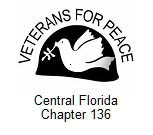 VETERANS FOR PEACE
Central Florida
Chapter 136